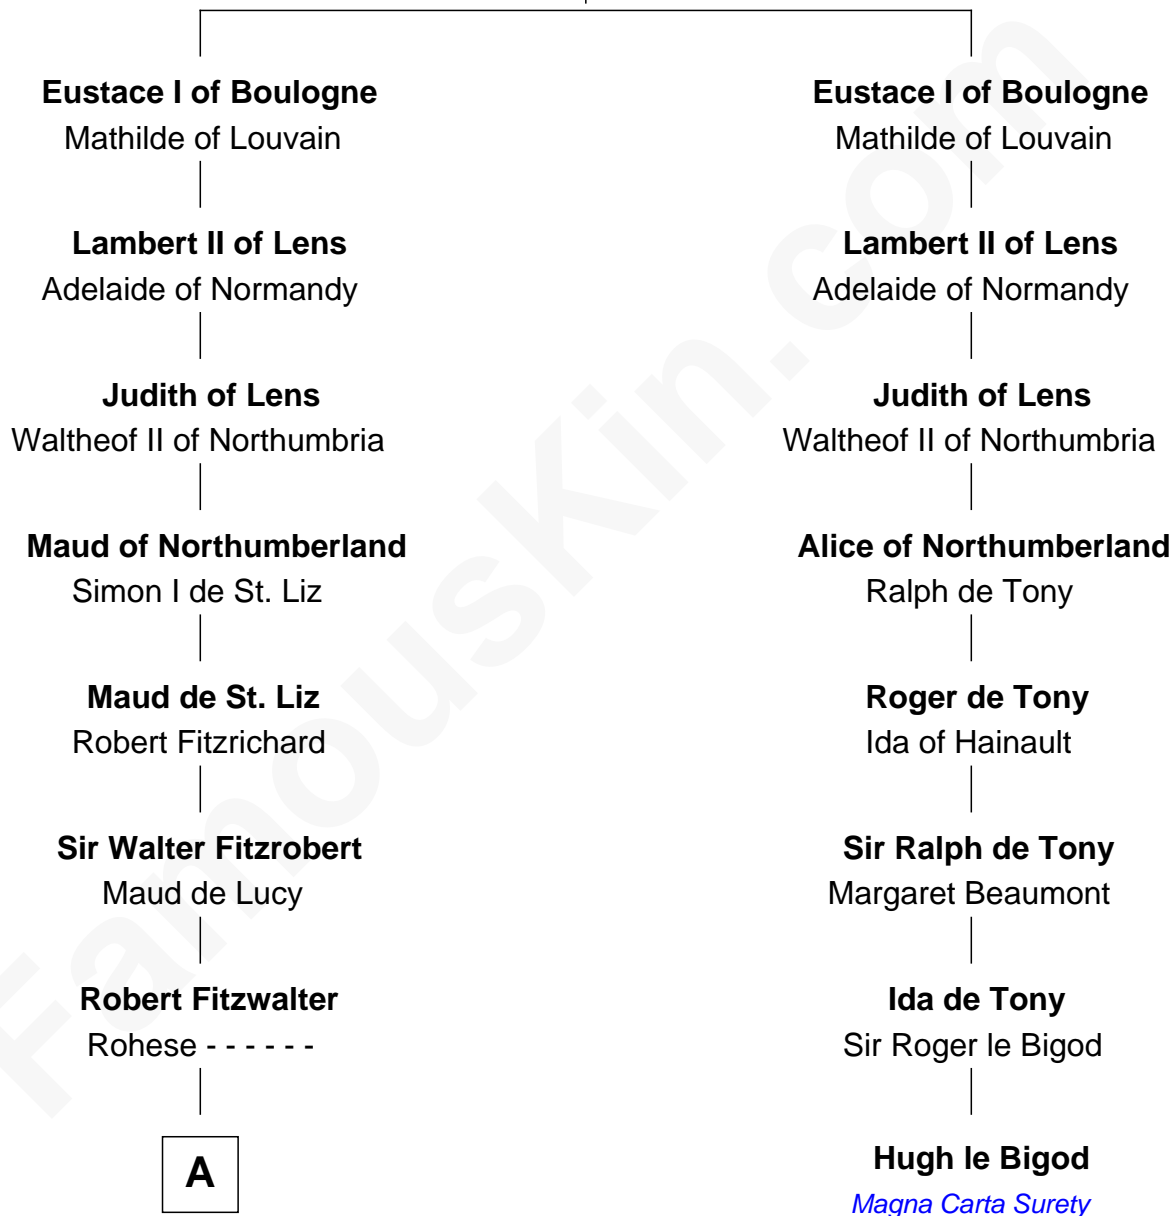 Eustace I of Boulogne
Mathilde of Louvain
Lambert II of Lens
Adelaide of Normandy
Judith of Lens
Waltheof II of Northumbria
Maud of Northumberland
Simon I de St. Liz
Maud de St. Liz
Robert Fitzrichard
Sir Walter Fitzrobert
Maud de Lucy
Robert Fitzwalter
Rohese - - - - - -
A
Eustace I of Boulogne
Mathilde of Louvain
Lambert II of Lens
Adelaide of Normandy
Judith of Lens
Waltheof II of Northumbria
Alice of Northumberland
Ralph de Tony
Roger de Tony
Ida of Hainault
Sir Ralph de Tony
Margaret Beaumont
Ida de Tony
Sir Roger le Bigod
Hugh le Bigod
Magna Carta Surety
FamousKin.com